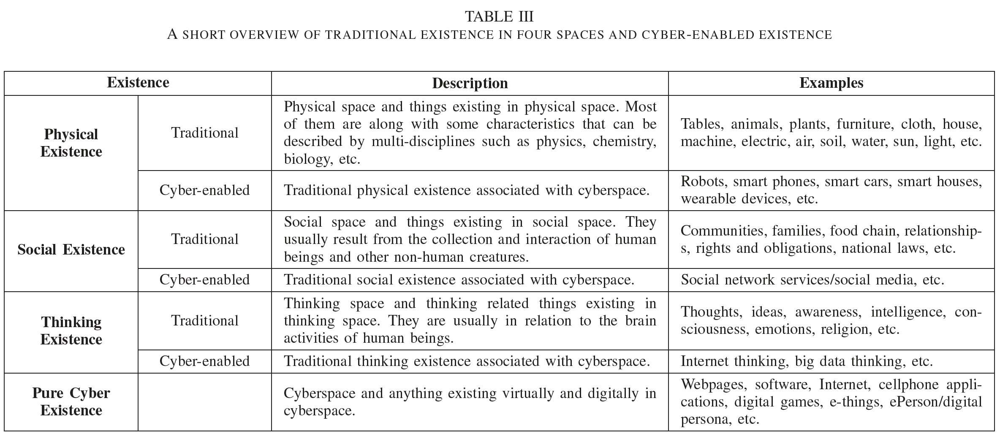 TABLE III
A SHORT OVERVIEW OF TRADITIONAL EXISTENCE IN FOUR SPACES AND CYBER-ENABLED EXISTENCE
Existence
Description
Examples
Physical
Existence
Traditional
Physical space and things existing in physical space. Most
of them are along with some characteristics that can be
described by multi-disciplines such as physics, chemistry,
biology, etc.
Tables, animals, plants, furniture, cloth, house,
machine, electric, air, soil, water, sun, light, etc.
Cyber-enabled
Traditional physical existence associated with cyberspace.
Robots, smart phones, smart cars, smart houses,
wearable devices, etc.
Social Existence
Traditional
Social space and things existing in social space. They
usually result from the collection and interaction of human
beings and other non-human creatures.
Communities, families, food chain, relationship-
s, rights and obligations, national laws, etc.
Cyber-enabled
Traditional social existence associated with cyberspace.
Social network services/social media, etc.
Thinking
Existence
Traditional
Thinking space and thinking related things existing in
thinking space. They are usually in relation to the brain
activities of human beings.
Thoughts, ideas, awareness, intelligence, con-
sciousness, emotions, religion, etc.
Cyber-enabled
Traditional thinking existence associated with cyberspace.
Internet thinking, big data thinking, etc.
Pure Cyber
Existence
Cyberspace and anything existing virtually and digitally in
cyberspace.
Webpages, software, Internet, cellphone appli-
cations, digital games, e-things, ePerson/digital
persona, etc.